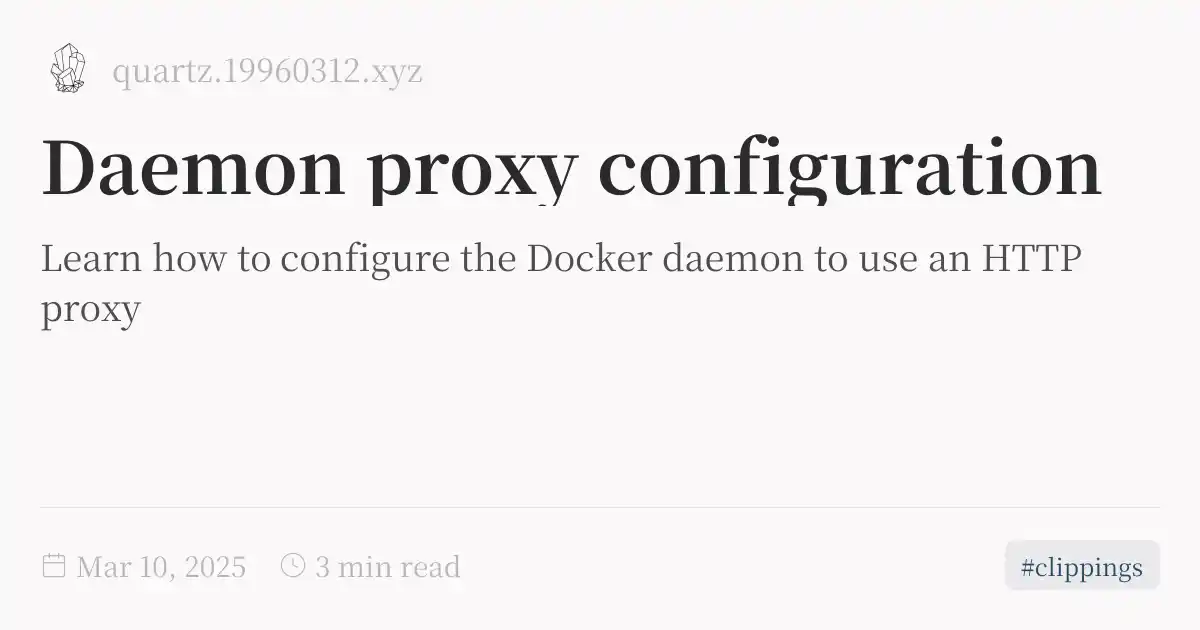 quartz.19960312.xyz
Daemon proxy configuration
Learn how to configure the Docker daemon to use an HTTP
proxy
Mar 10, 2025
3 min read
#clippings